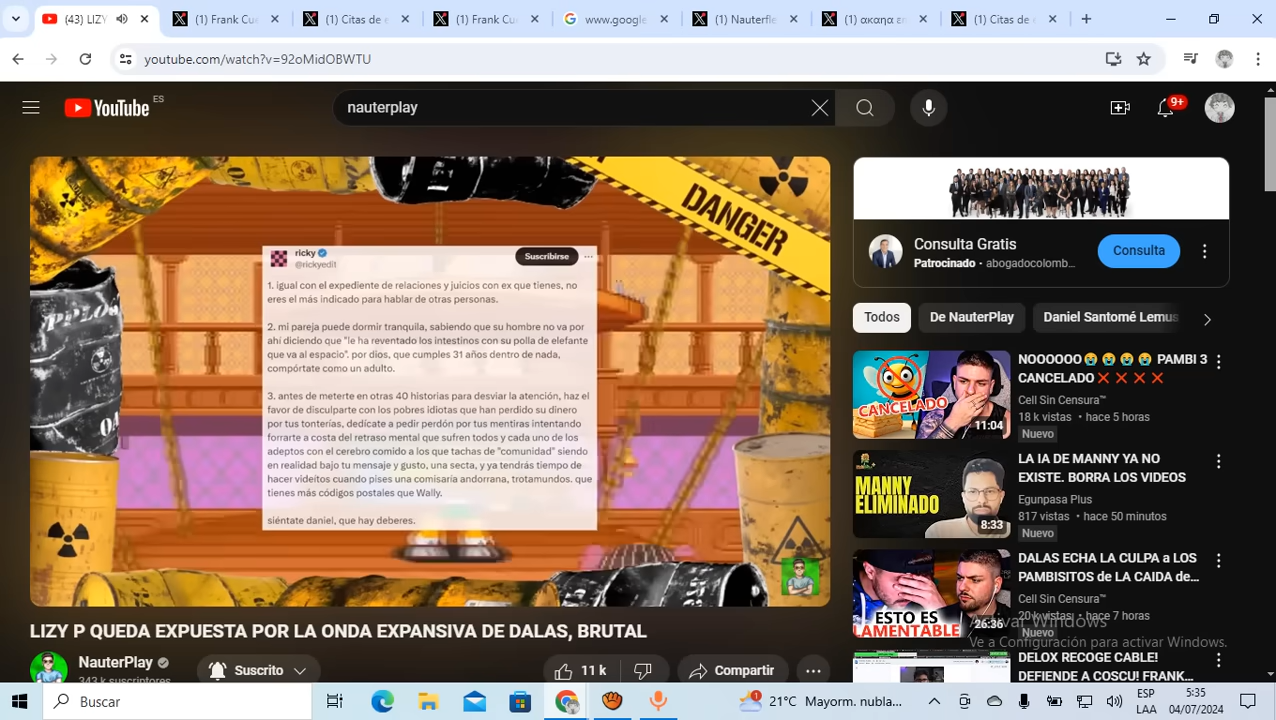 (43) LIZY
(1) Frank Cu
(1) Citas de e
(1) Frank Cu
www.google
(1) Nauterfle
(1) ακαηα em
(1) Citas de e
youtube.com/watch?v=92oMidOBWTU
YouTube ES
nauterplay
9+
DANGER
ricky
@rickyedit
Suscribirse
1. igual con el expediente de relaciones y juicios con ex que tienes, no
eres el más indicado para hablar de otras personas.
2. mi pareja puede dormir tranquila, sabiendo que su hombre no va por
ahí diciendo que "le ha reventado los intestinos con su polla de elefante
que va al espacio". por dios, que cumples 31 años dentro de nada,
compórtate como un adulto.
3. antes de meterte en otras 40 historias para desviar la atención, haz el
favor de disculparte con los pobres idiotas que han perdido su dinero
por tus tonterías, dedícate a pedir perdón por tus mentiras intentando
forrarte a costa del retraso mental que sufren todos y cada uno de los
adeptos con el cerebro comido a los que tachas de "comunidad" siendo
en realidad bajo tu mensaje y gusto, una secta, y ya tendrás tiempo de
hacer videítos cuando pises una comisaría andorrana, trotamundos. que
tienes más códigos postales que Wally.
siéntate daniel, que hay deberes.
LIZY P QUEDA EXPUESTA POR LA ONDA EXPANSIVA DE DALAS, BRUTAL
NauterPlay
343 k suscriptores
Suscrito
11 k
Compartir
Consulta Gratis
Patrocinado · abogadocolomb...
Consulta
Todos
De NauterPlay
Daniel Santomé Lemus
CANCELADO
11:04
NOOOOOO😭😭😭😭 PAMBI 3
CANCELADO❌❌❌❌
Cell Sin Censura™
18 k vistas • hace 5 horas
Nuevo
MANNY
ELIMINADO
8:33
LA IA DE MANNY YA NO
EXISTE. BORRA LOS VIDEOS
Egunpasa Plus
817 vistas • hace 50 minutos
Nuevo
ESTO ES
LAMENTABLE
26:36
DALAS ECHA LA CULPA a LOS
PAMBISITOS de LA CAIDA de...
Cell Sin Censura™
20 k vistas • hace 7 horas
Nuevo
DELOX RECOGE CABLE!
DEFIENDE A COSCU! FRANK
Activar Windows
Ve a Configuración para activar Windows.
Buscar
1
21°C Mayorm. nubla...
ESP
LAA
5:35
04/07/2024